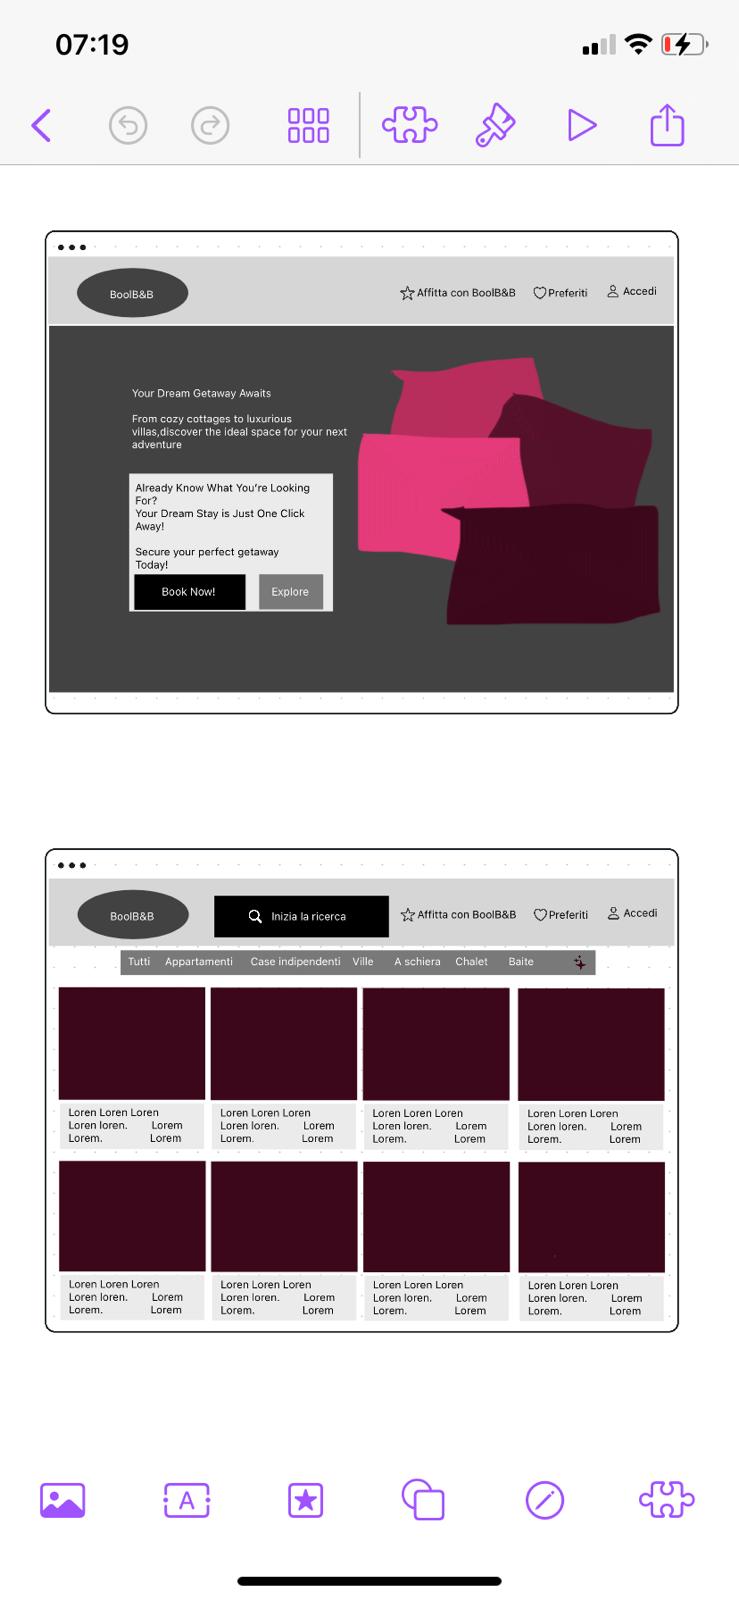 07:19
BoolB&B
Affitta con BoolB&B
Preferiti
Accedi
Your Dream Getaway Awaits
From cozy cottages to luxurious
villas,discover the ideal space for your next
adventure
Already Know What You’re Looking
For?
Your Dream Stay is Just One Click
Away!
Secure your perfect getaway
Today!
Book Now!
Explore
BoolB&B
Inizia la ricerca
Affitta con BoolB&B
Preferiti
Accedi
Tutti Appartamenti Case indipendenti Ville A schiera Chalet Baite
Loren Loren Loren
Loren loren. Lorem
Lorem. Lorem
Loren Loren Loren
Loren loren. Lorem
Lorem. Lorem
Loren Loren Loren
Loren loren. Lorem
Lorem. Lorem
Loren Loren Loren
Loren loren. Lorem
Lorem. Lorem
Loren Loren Loren
Loren loren. Lorem
Lorem. Lorem
Loren Loren Loren
Loren loren. Lorem
Lorem. Lorem
Loren Loren Loren
Loren loren. Lorem
Lorem. Lorem
Loren Loren Loren
Loren loren. Lorem
Lorem. Lorem
A